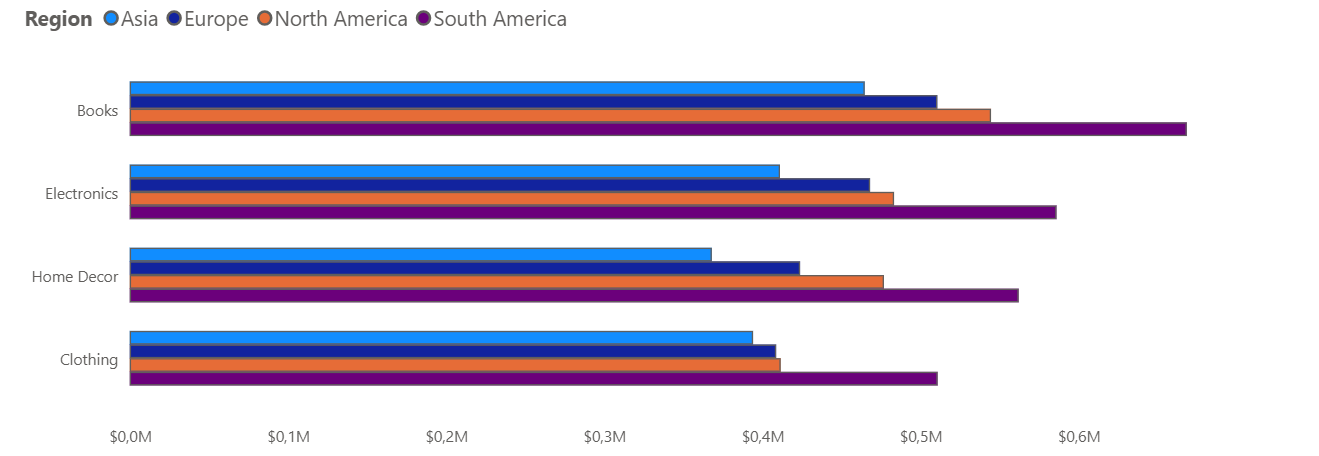 Region Asia Europe North America South America
Books
Electronics
Home Decor
Clothing
$0,0M $0,1M $0,2M $0,3M $0,4M $0,5M $0,6M